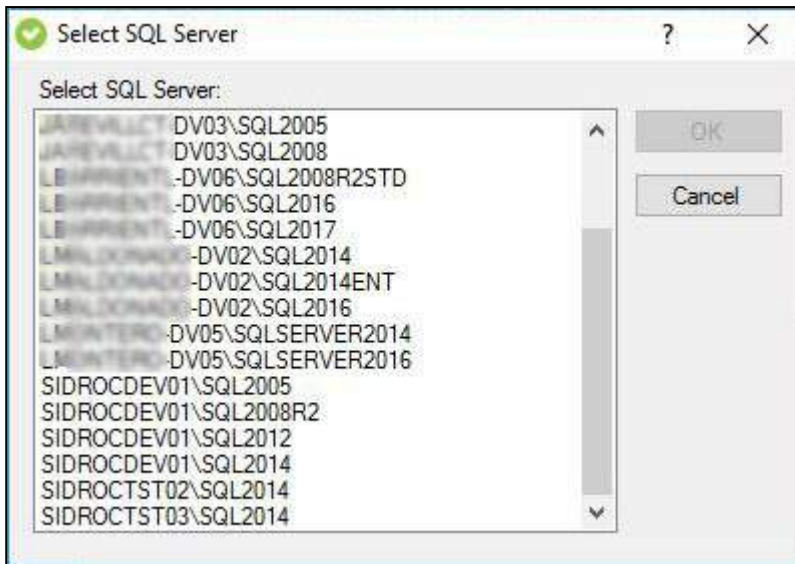 Select SQL Server
?
Select SQL Server:
-DV03\SQL2005
-DV03\SQL2008
-DV06\SQL2008R2STD
-DV06\SQL2016
-DV06\SQL2017
-DV02\SQL2014
-DV02\SQL2014ENT
-DV02\SQL2016
-DV05\SQLSERVER2014
-DV05\SQLSERVER2016
SIDROCDEV01\SQL2005
SIDROCDEV01\SQL2008R2
SIDROCDEV01\SQL2012
SIDROCDEV01\SQL2014
SIDROCTST02\SQL2014
SIDROCTST03\SQL2014
OK
Cancel